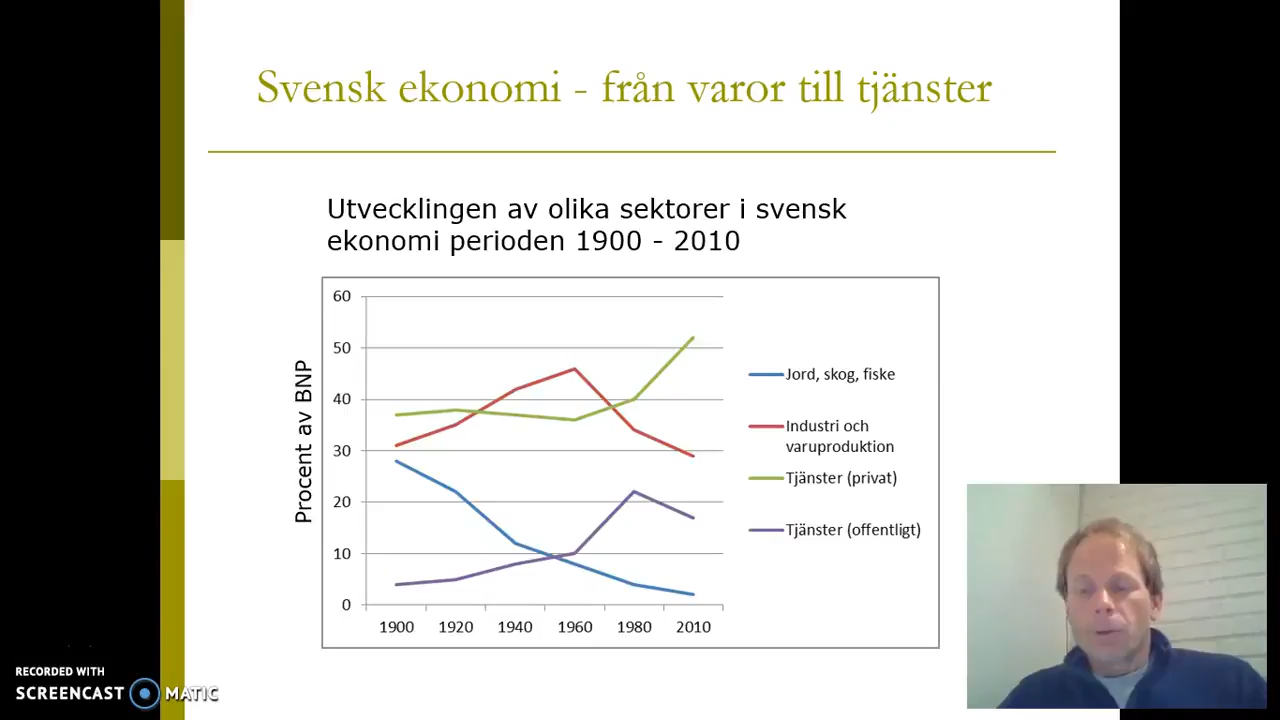 Svensk ekonomi - från varor till tjänster
Utvecklingen av olika sektorer i svensk
ekonomi perioden 1900 - 2010
Procent av BNP
60
50
40
30
20
10
0
1900 1920 1940 1960 1980 2010
Jord, skog, fiske
Industri och
varuproduktion
Tjänster (privat)
Tjänster (offentligt)
RECORDED WITH
SCREENCAST MATIC